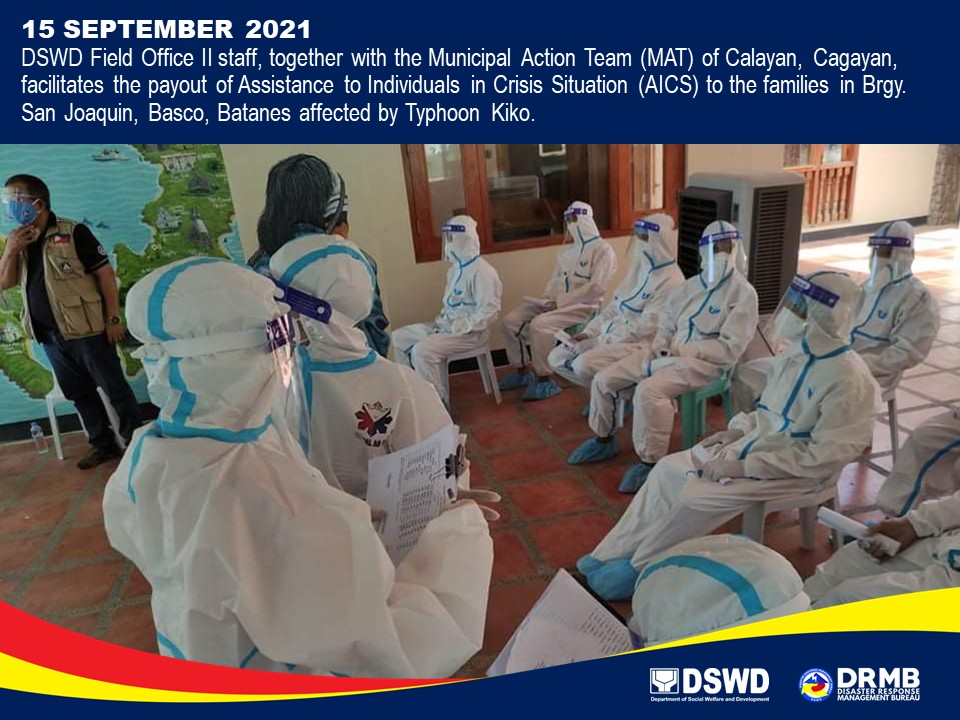 15 SEPTEMBER 2021
DSWD Field Office II staff, together with the Municipal Action Team (MAT) of Calayan, Cagayan,
facilitates the payout of Assistance to Individuals in Crisis Situation (AICS) to the families in Brgy.
San Joaquin, Basco, Batanes affected by Typhoon Kiko.
DSWD
Department of Social Welfare and Development
DRMB
DISASTER RESPONSE
MANAGEMENT BUREAU